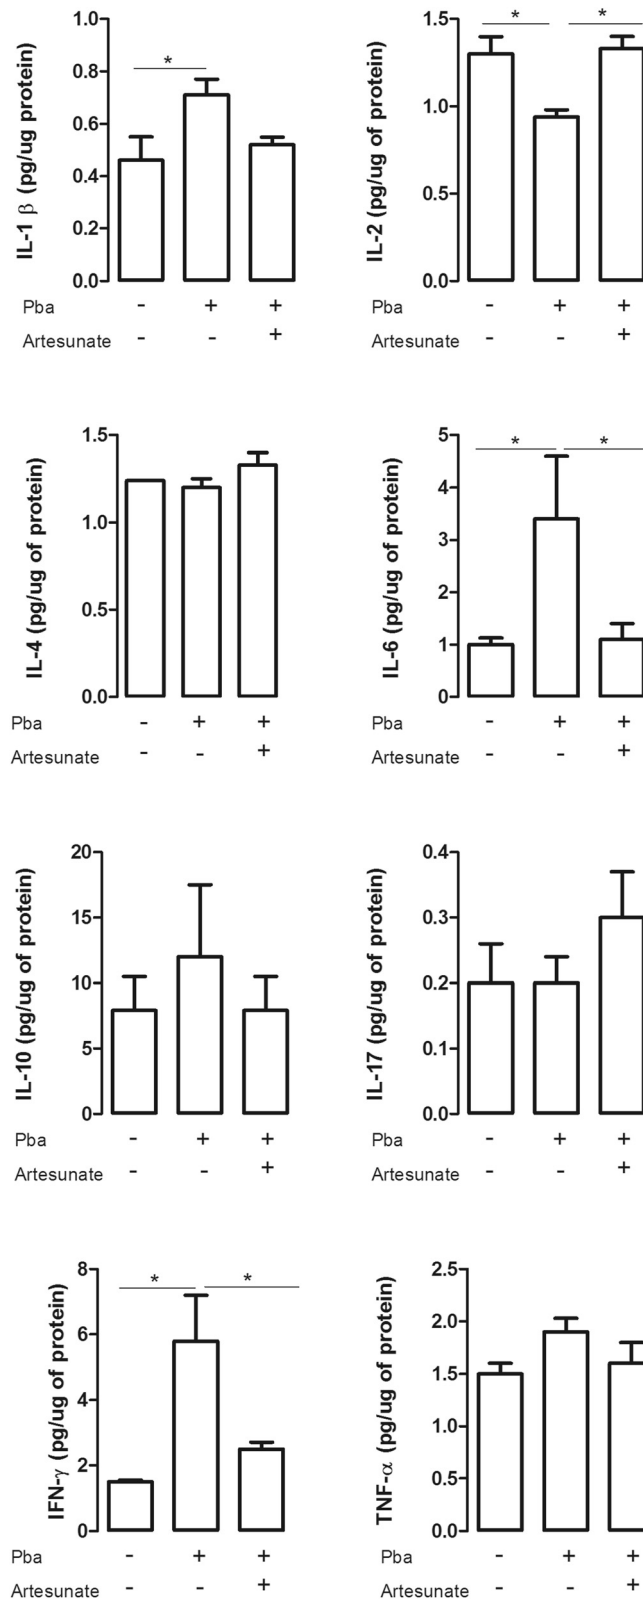 *
IL-1 β (pg/ug protein)
1.0
0.8
0.6
0.4
0.2
0.0
Pba - + +
Artesunate - - +
* *
IL-2 (pg/ug of protein)
1.5
1.0
0.5
0.0
Pba - + +
Artesunate - - +
IL-4 (pg/ug of protein)
1.5
1.0
0.5
0.0
Pba - + +
Artesunate - - +
* *
IL-6 (pg/ug of protein)
5
4
3
2
1
0
Pba - + +
Artesunate - - +
IL-10 (pg/ug of protein)
20
15
10
5
0
Pba - + +
Artesunate - - +
IL-17 (pg/ug of protein)
0.4
0.3
0.2
0.1
0.0
Pba - + +
Artesunate - - +
* *
IFN-γ (pg/ug of protein)
8
6
4
2
0
Pba - + +
Artesunate - - +
TNF-α (pg/ug of protein)
2.5
2.0
1.5
1.0
0.5
0.0
Pba - + +
Artesunate - - +